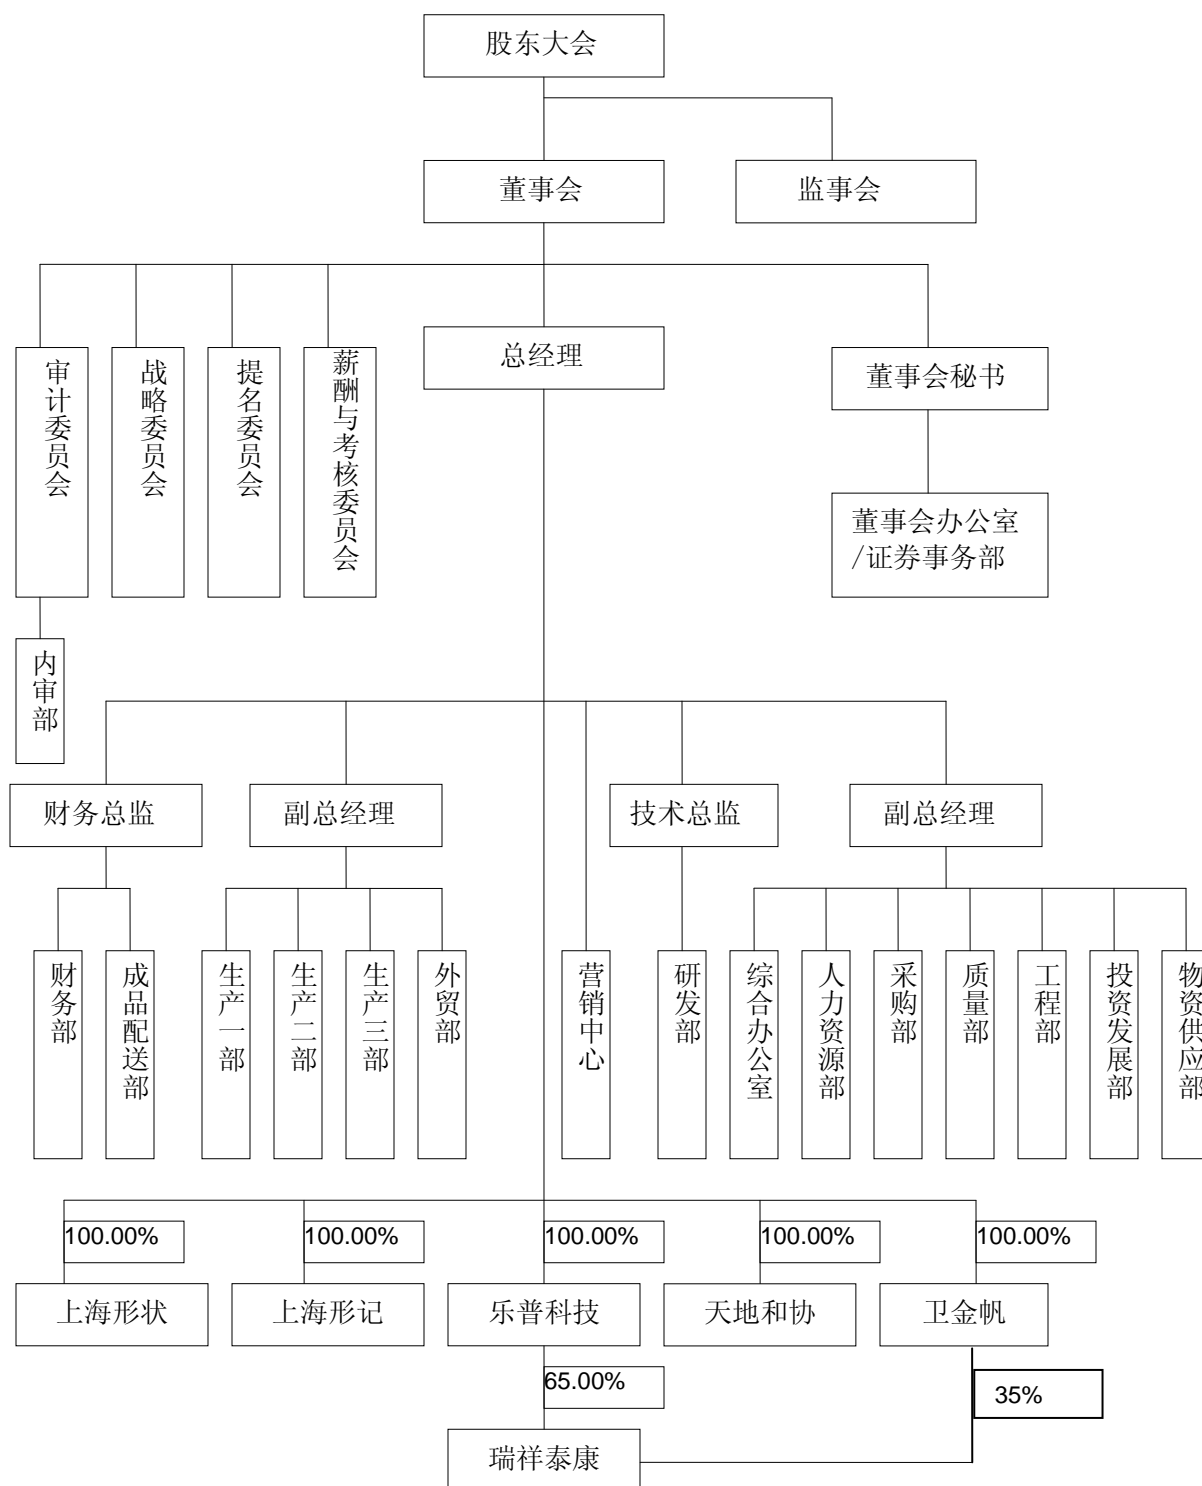 股东大会
董事会
监事会
总经理
董事会秘书
审计委员会
战略委员会
提名委员会
薪酬与考核委员会
董事会办公室
/证券事务部
内审部
财务总监
副总经理
技术总监
副总经理
财务部
成品配送部
生产一部
生产二部
生产三部
外贸部
营销中心
研发部
综合办公室
人力资源部
采购部
质量部
工程部
投资发展部
物资供应部
100.00%
100.00%
100.00%
100.00%
100.00%
上海形状
上海形记
乐普科技
天地和协
卫金帆
65.00%
35%
瑞祥泰康